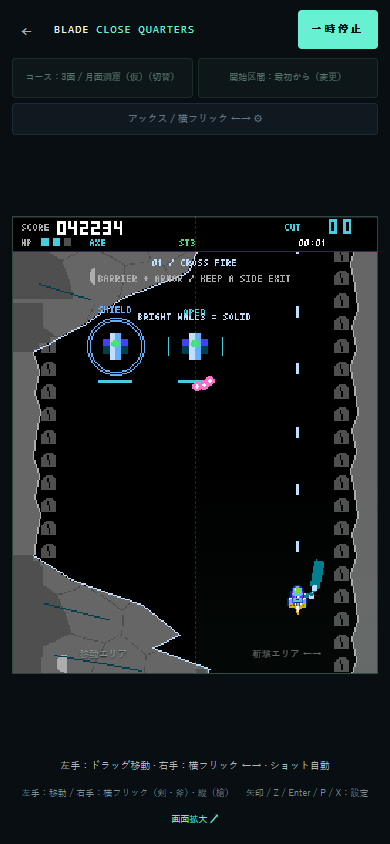 ← BLADE CLOSE QUARTERS
一時停止
コース：3面 / 月面洞窟（仮）（切替）
開始区間：最初から（変更）
アックス / 横フリック ←→ ⚙
SCORE 042234 CUT 00
HP AXE ST3 00:01
01 / CROSS FIRE
BARRIER + ARMOR / KEEP A SIDE EXIT
SHIELD
BRIGHT WALLS = SOLID
移動エリア
斬撃エリア ←→
左手：ドラッグ移動 · 右手：横フリック ←→ · ショット自動
左手：移動 / 右手：横フリック（剣・斧）・縦（槍） 矢印 / Z / Enter / P / X：設定
画面拡大 ⤢